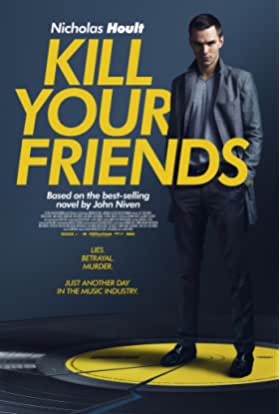 Nicholas Hoult
KILL
YOUR
FRIENDS
Based on the best-selling
novel by John Niven
LIES.
BETRAYAL.
MURDER.
JUST ANOTHER DAY
IN THE MUSIC INDUSTRY.